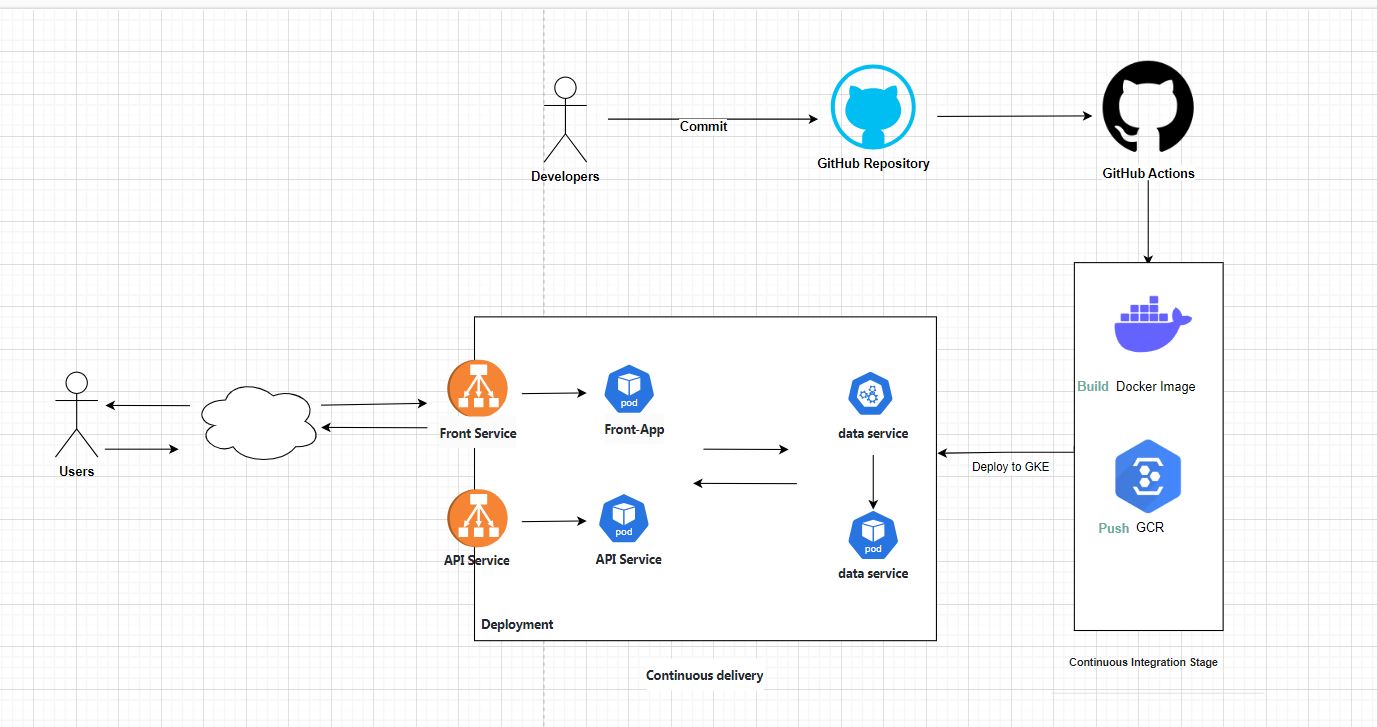 Commit
GitHub Repository
GitHub Actions
Developers
Build Docker Image
Push GCR
Continuous Integration Stage
Deploy to GKE
Users
Front Service
pod
Front-App
data service
API Service
pod
API Service
pod
data service
Deployment
Continuous delivery